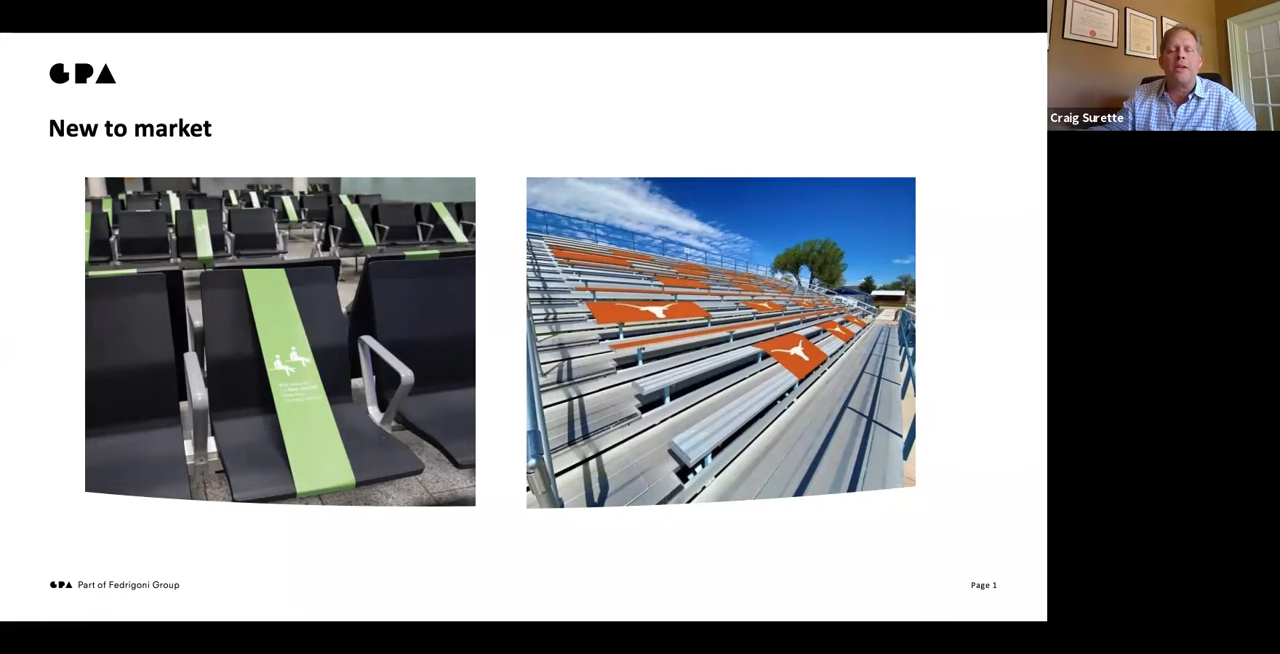 GPA
New to market
GPA Part of Fedrigoni Group
Page 1
Craig Surette